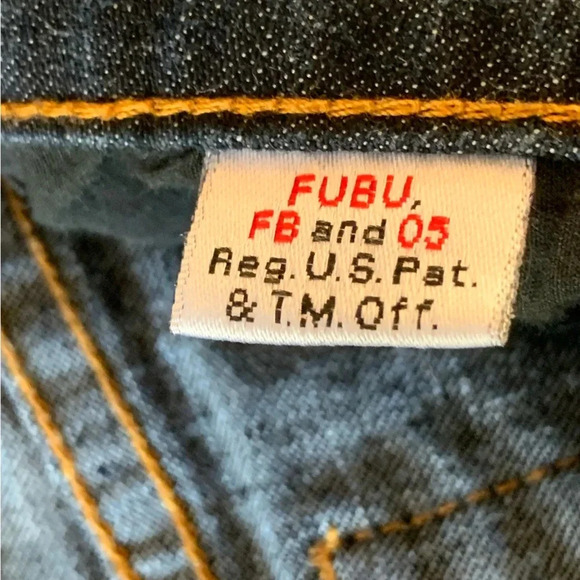 FUBU,
FB and 05
Reg. U.S. Pat.
& T.M. Off.